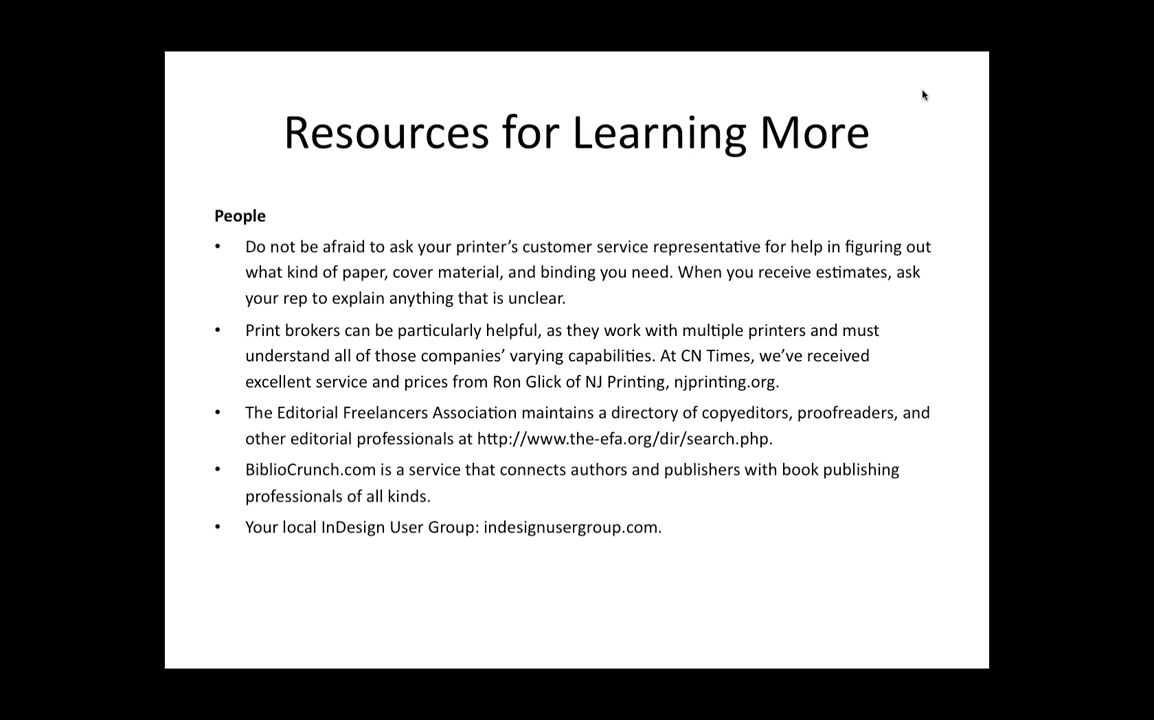 Resources for Learning More
People
• Do not be afraid to ask your printer’s customer service representative for help in figuring out
what kind of paper, cover material, and binding you need. When you receive estimates, ask
your rep to explain anything that is unclear.
• Print brokers can be particularly helpful, as they work with multiple printers and must
understand all of those companies’ varying capabilities. At CN Times, we’ve received
excellent service and prices from Ron Glick of NJ Printing, njprinting.org.
• The Editorial Freelancers Association maintains a directory of copyeditors, proofreaders, and
other editorial professionals at http://www.the-efa.org/dir/search.php.
• BiblioCrunch.com is a service that connects authors and publishers with book publishing
professionals of all kinds.
• Your local InDesign User Group: indesignusergroup.com.